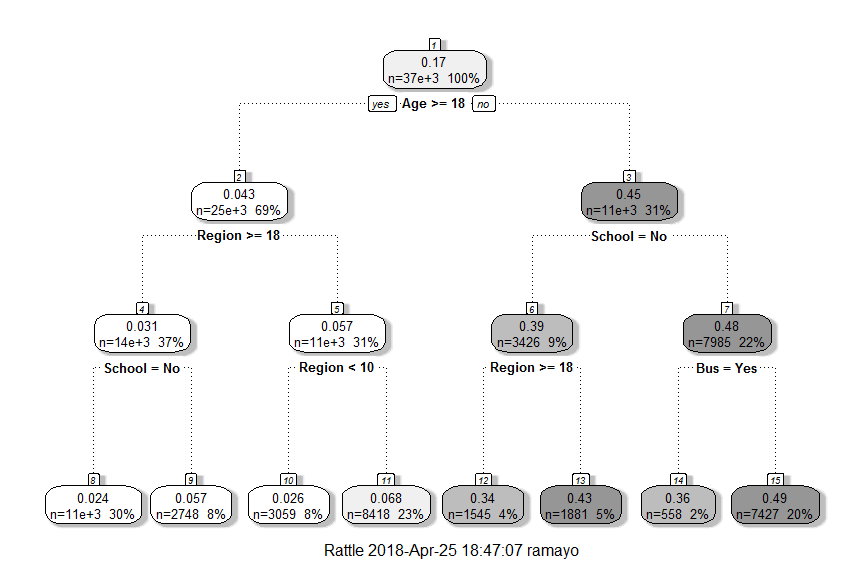 1
0.17
n=37e+3 100%
yes Age >= 18 no
2
0.043
n=25e+3 69%
3
0.45
n=11e+3 31%
Region >= 18
School = No
4
0.031
n=14e+3 37%
5
0.057
n=11e+3 31%
6
0.39
n=3426 9%
7
0.48
n=7985 22%
School = No
Region < 10
Region >= 18
Bus = Yes
8
0.024
n=11e+3 30%
9
0.057
n=2748 8%
10
0.026
n=3059 8%
11
0.068
n=8418 23%
12
0.34
n=1545 4%
13
0.43
n=1881 5%
14
0.36
n=558 2%
15
0.49
n=7427 20%
Rattle 2018-Apr-25 18:47:07 ramayo